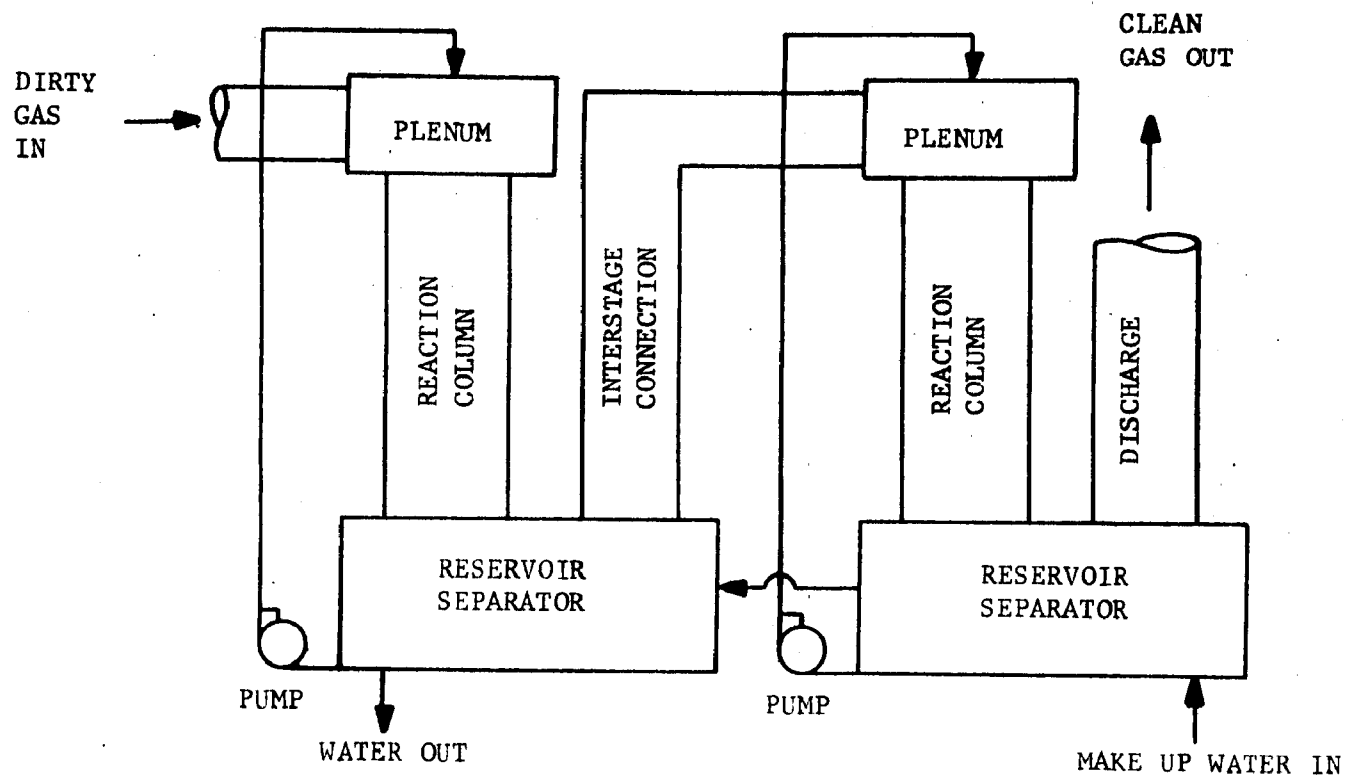 DIRTY
GAS
IN
PLENUM
REACTION
COLUMN
INTERSTAGE
CONNECTION
RESERVOIR
SEPARATOR
PUMP
WATER OUT
PLENUM
REACTION
COLUMN
CLEAN
GAS OUT
DISCHARGE
RESERVOIR
SEPARATOR
PUMP
MAKE UP WATER IN